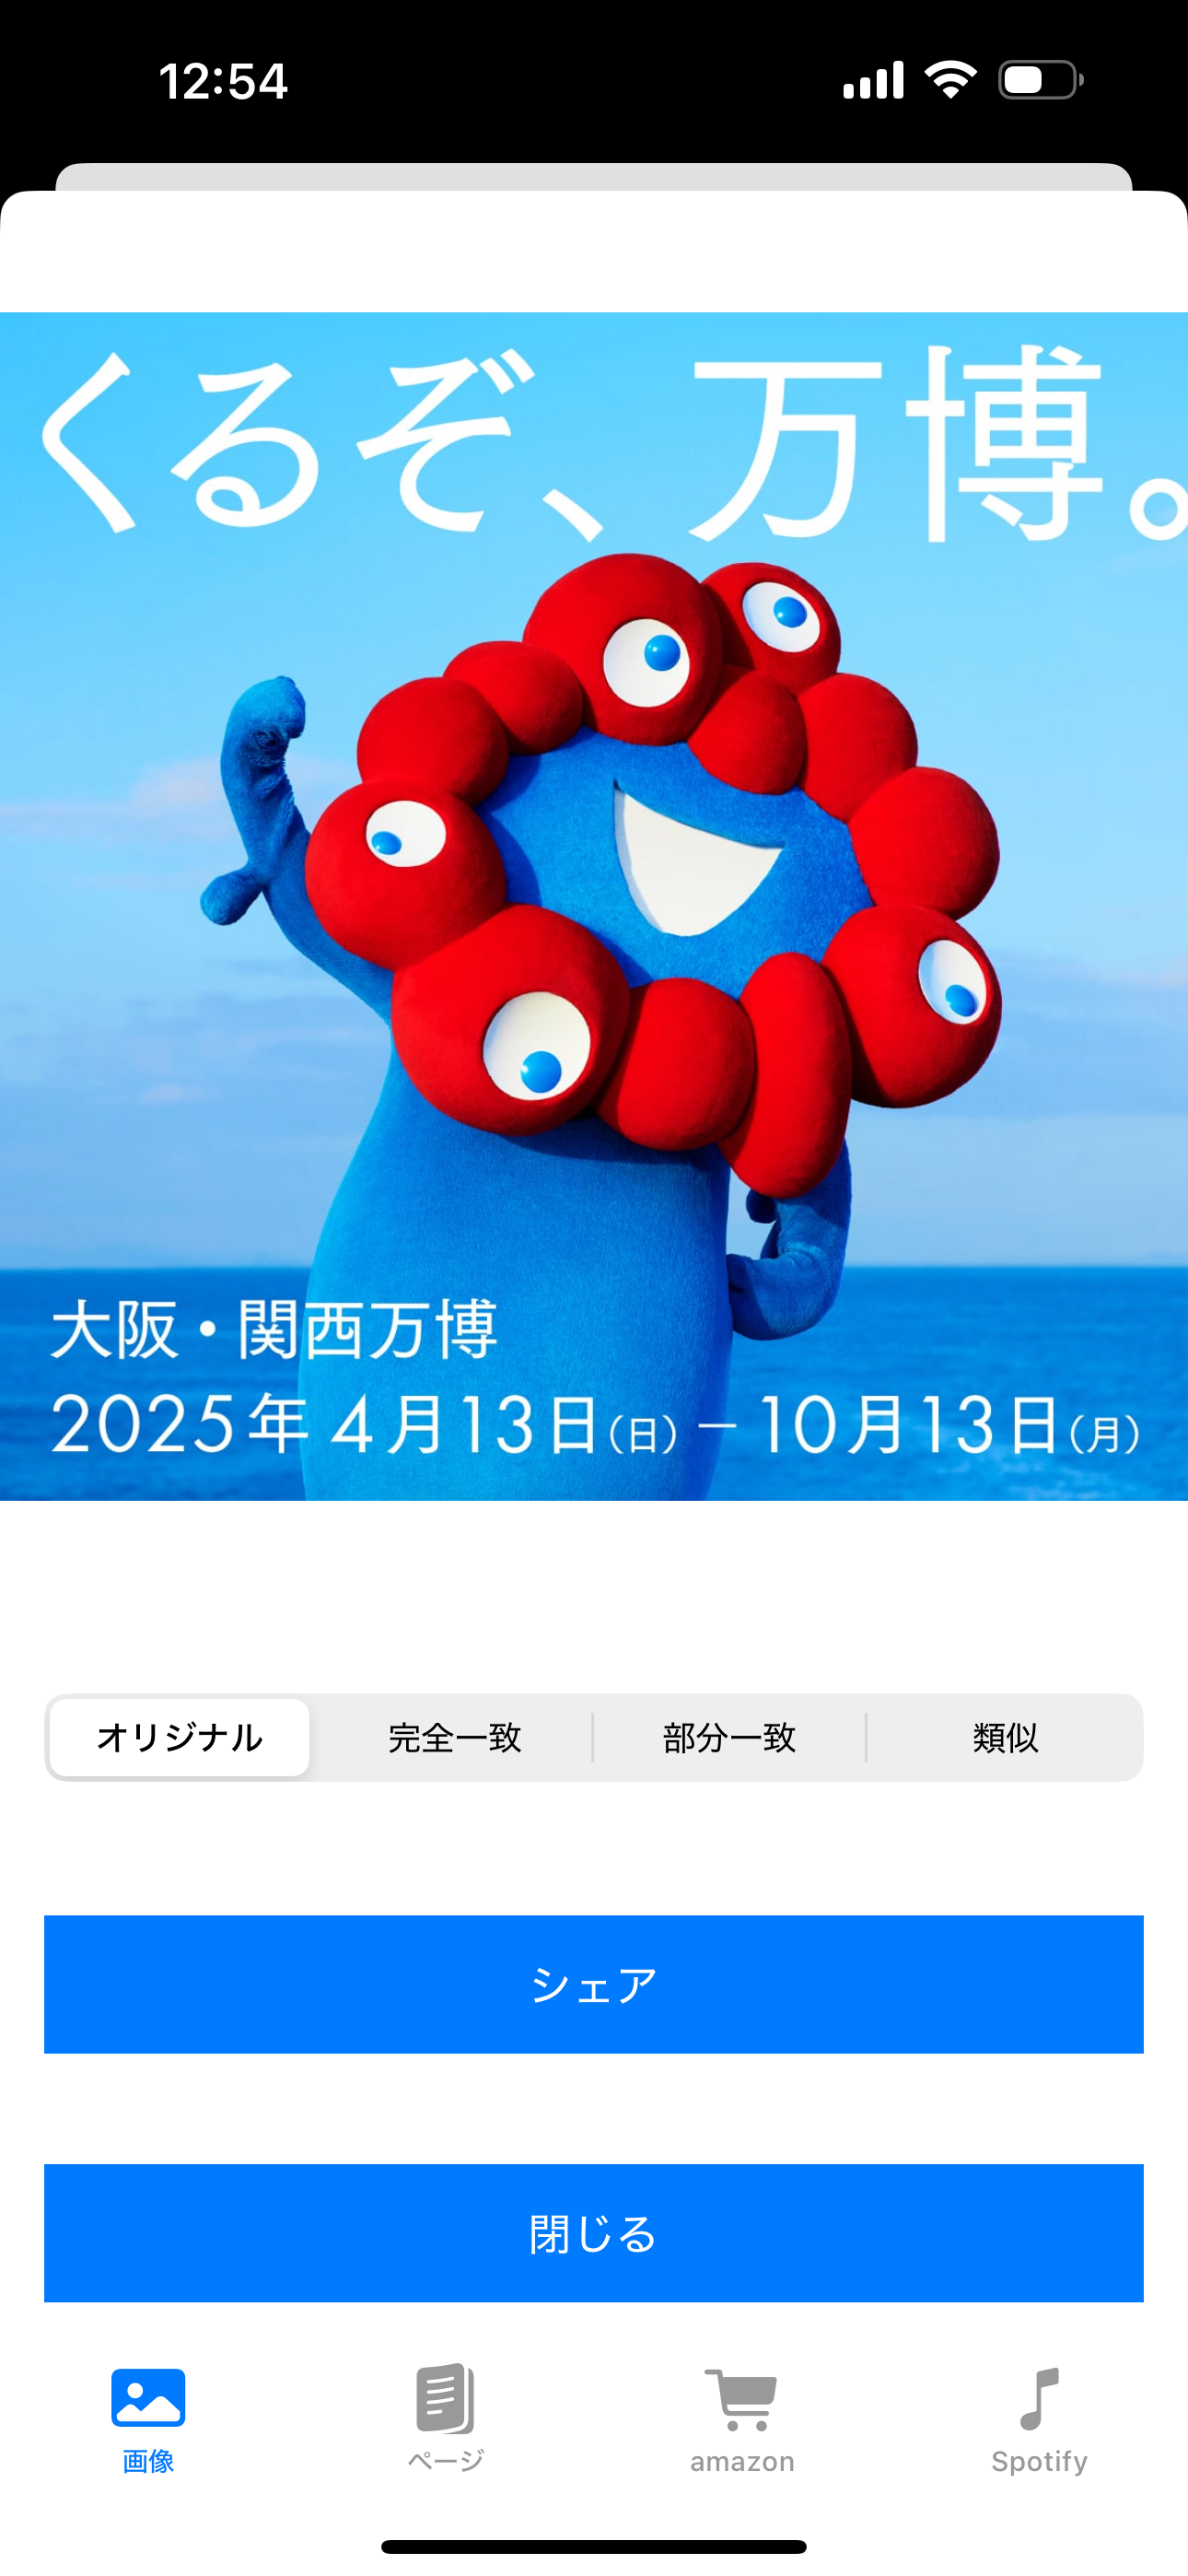 12:54
くるぞ、万博。
大阪・関西万博
2025年 4月13日(日) － 10月13日(月)
オリジナル 完全一致 部分一致 類似
シェア
閉じる
画像 ページ amazon Spotify